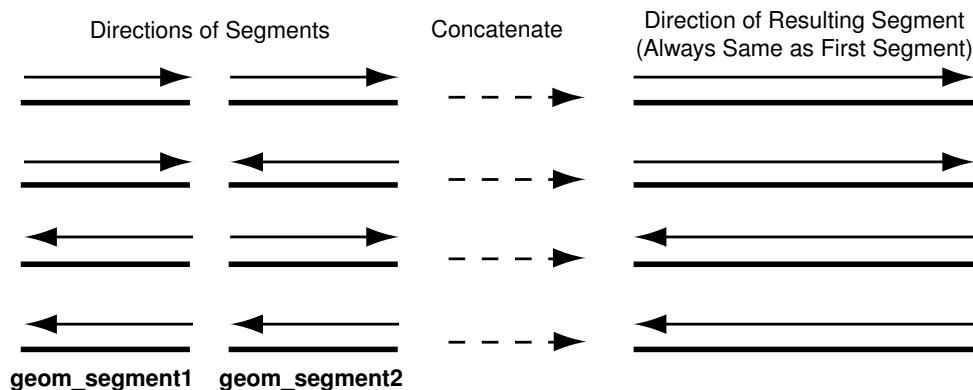 Directions of Segments
Concatenate
Direction of Resulting Segment
(Always Same as First Segment)
geom_segment1
geom_segment2